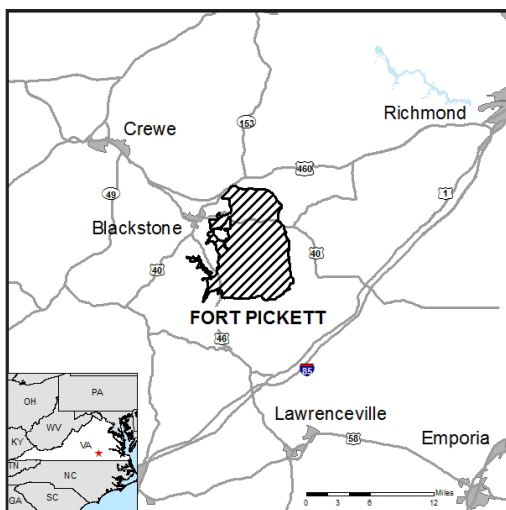 Richmond
Crewe
153
460
49
1
Blackstone
40
40
FORT PICKETT
46
85
Lawrenceville
58
Emporia
OH
PA
WV
KY
VA
TN
NC
GA
SC
Miles
0 3 6 12